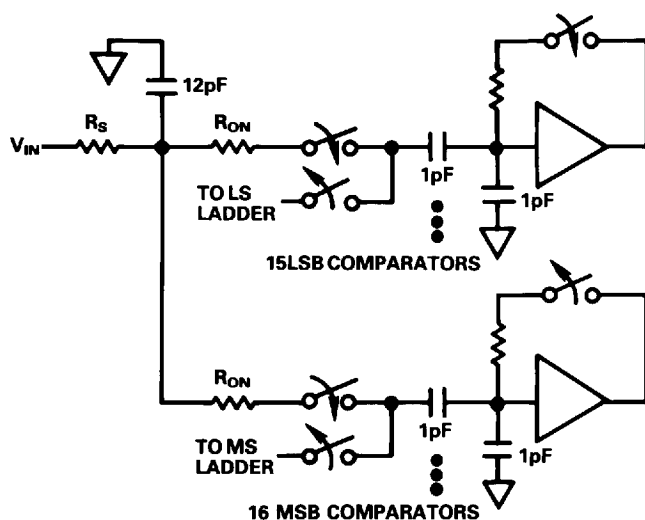 12pF
RS
RON
VIN
1pF
TO LS
LADDER
1pF
15LSB COMPARATORS
RON
1pF
TO MS
LADDER
1pF
16 MSB COMPARATORS